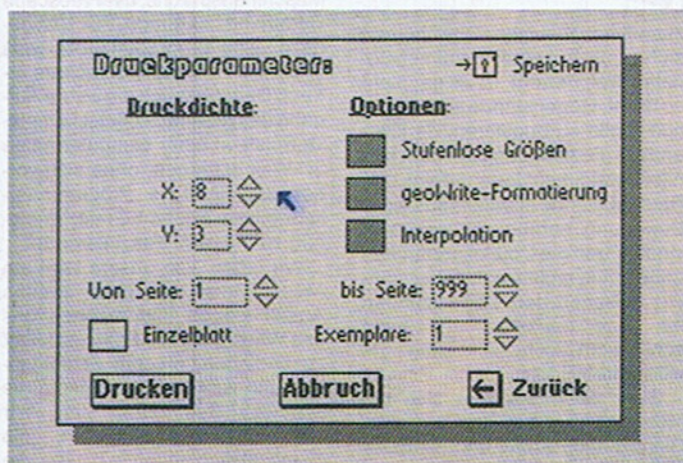 Druckparameter: Speichern
Druckdichte: Optionen:
Stufenlose Größen
X: 8 geoWrite-Formatierung
Y: 3 Interpolation
Von Seite: 1 bis Seite: 999
Einzelblatt Exemplare: 1
Drucken Abbruch Zurück